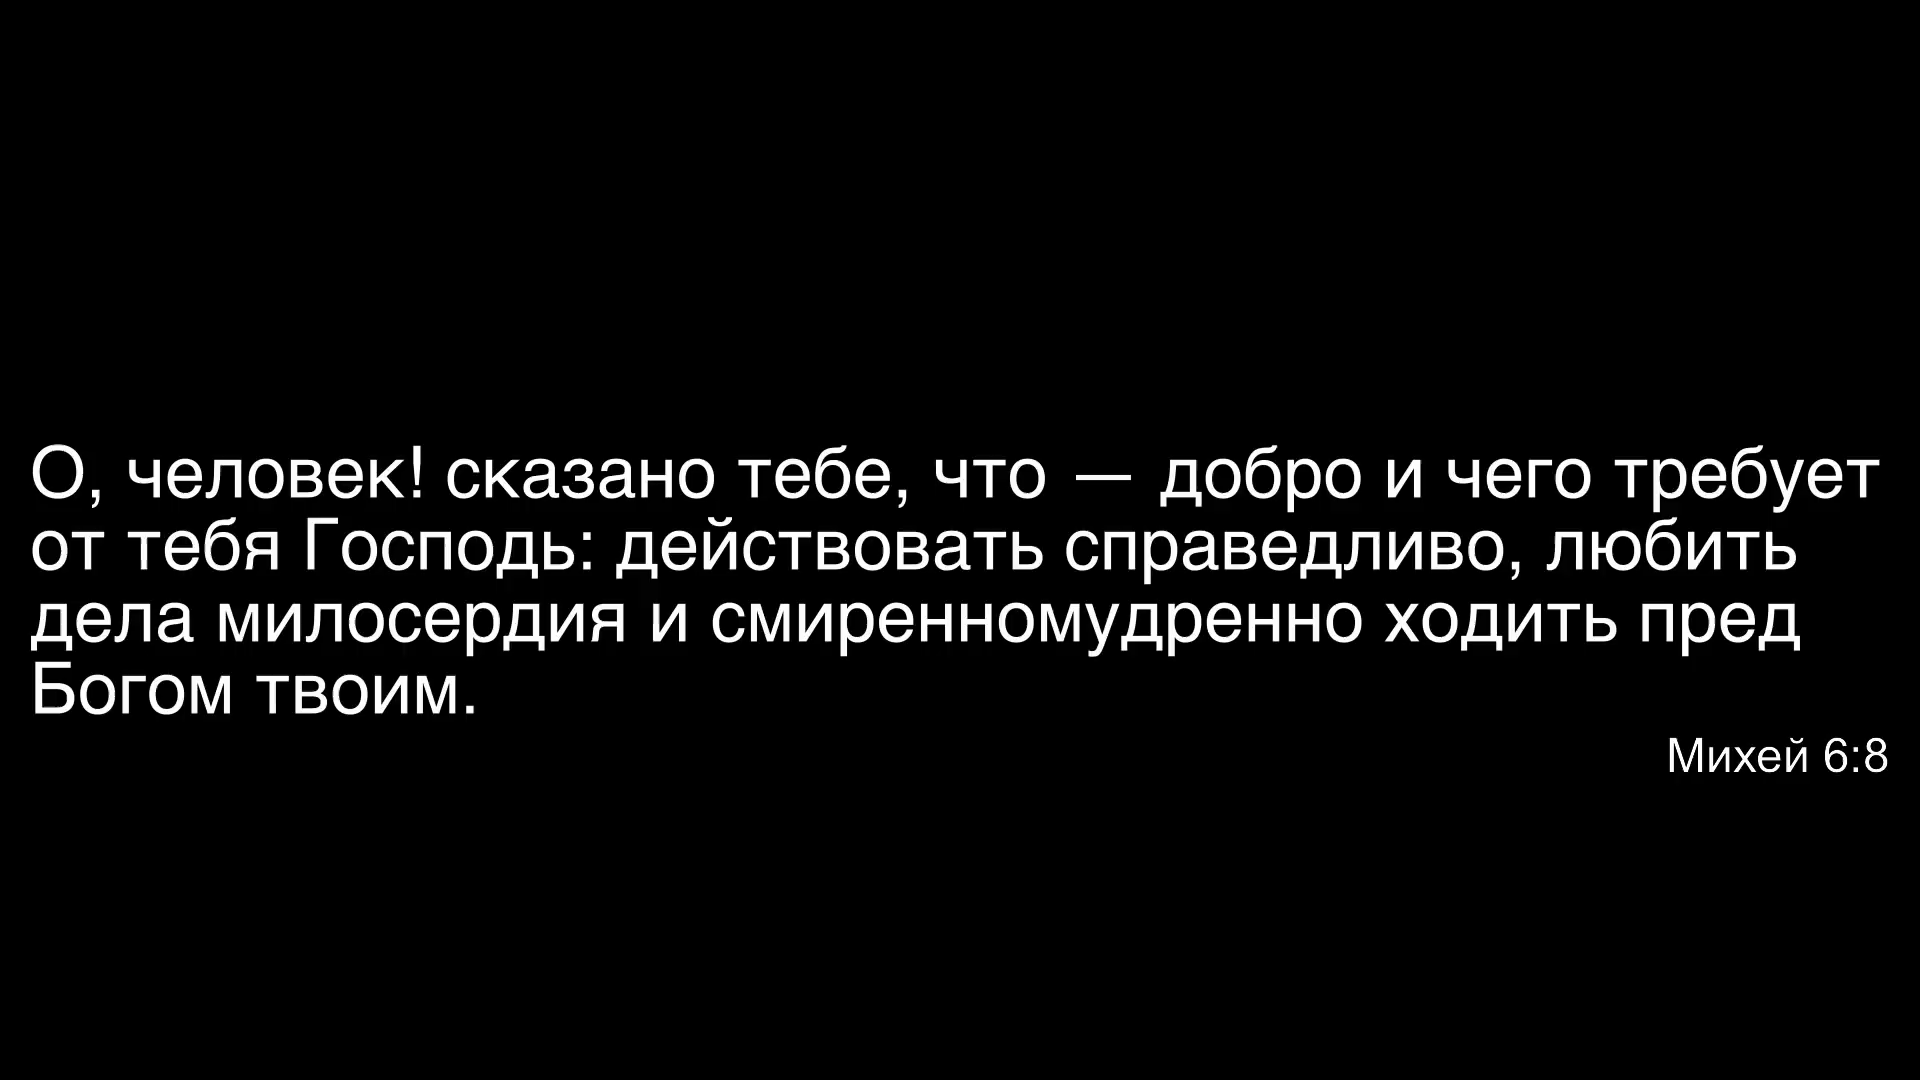 О, человек! сказано тебе, что — добро и чего требует
от тебя Господь: действовать справедливо, любить
дела милосердия и смиренномудренно ходить пред
Богом твоим.
Михей 6:8